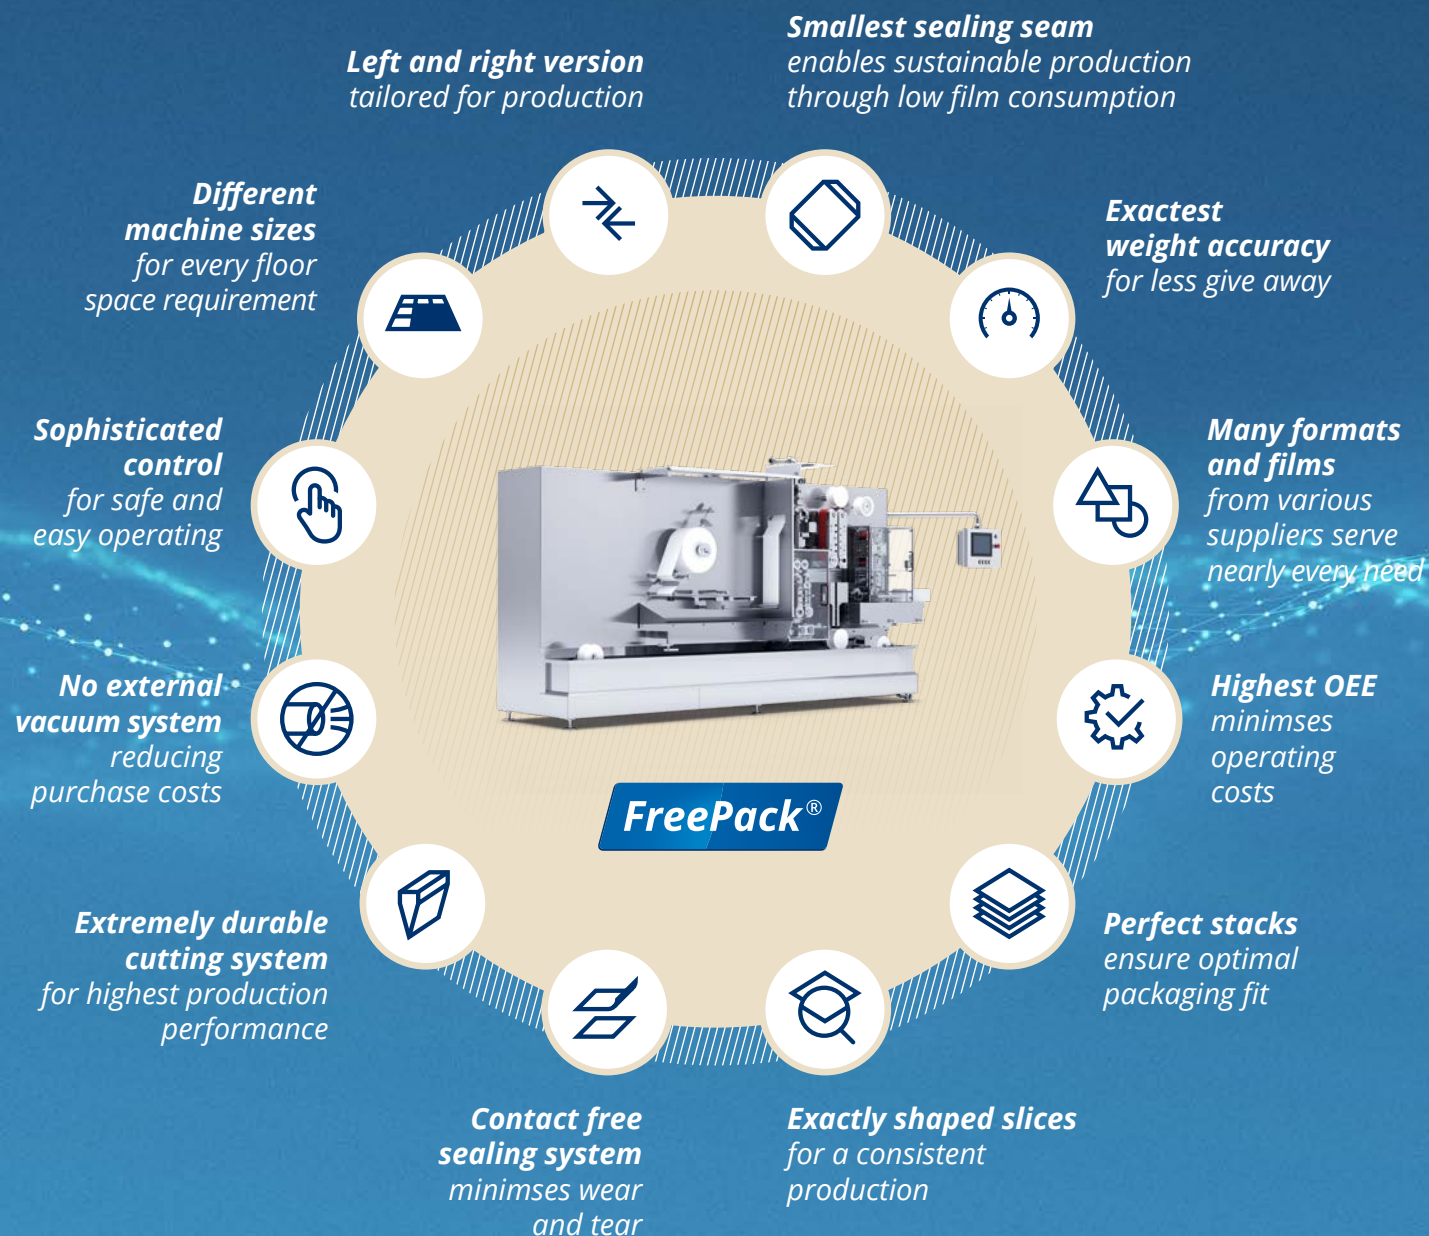 Smallest sealing seam
enables sustainable production
through low film consumption
Exactest
weight accuracy
for less give away
Many formats
and films
from various
suppliers serve
nearly every need
Highest OEE
minimses
operating
costs
Perfect stacks
ensure optimal
packaging fit
Exactly shaped slices
for a consistent
production
Contact free
sealing system
minimses wear
and tear
Extremely durable
cutting system
for highest production
performance
No external
vacuum system
reducing
purchase costs
Sophisticated
control
for safe and
easy operating
Different
machine sizes
for every floor
space requirement
Left and right version
tailored for production
FreePack®